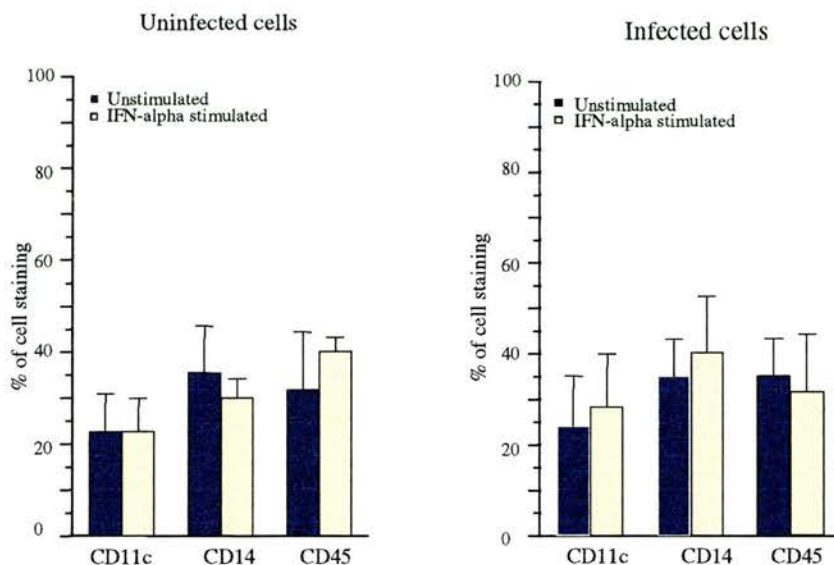 Uninfected cells
100
80
60
40
20
0
% of cell staining
Unstimulated
IFN-alpha stimulated
CD11c CD14 CD45
Infected cells
100
80
60
40
20
0
% of cell staining
Unstimulated
IFN-alpha stimulated
CD11c CD14 CD45